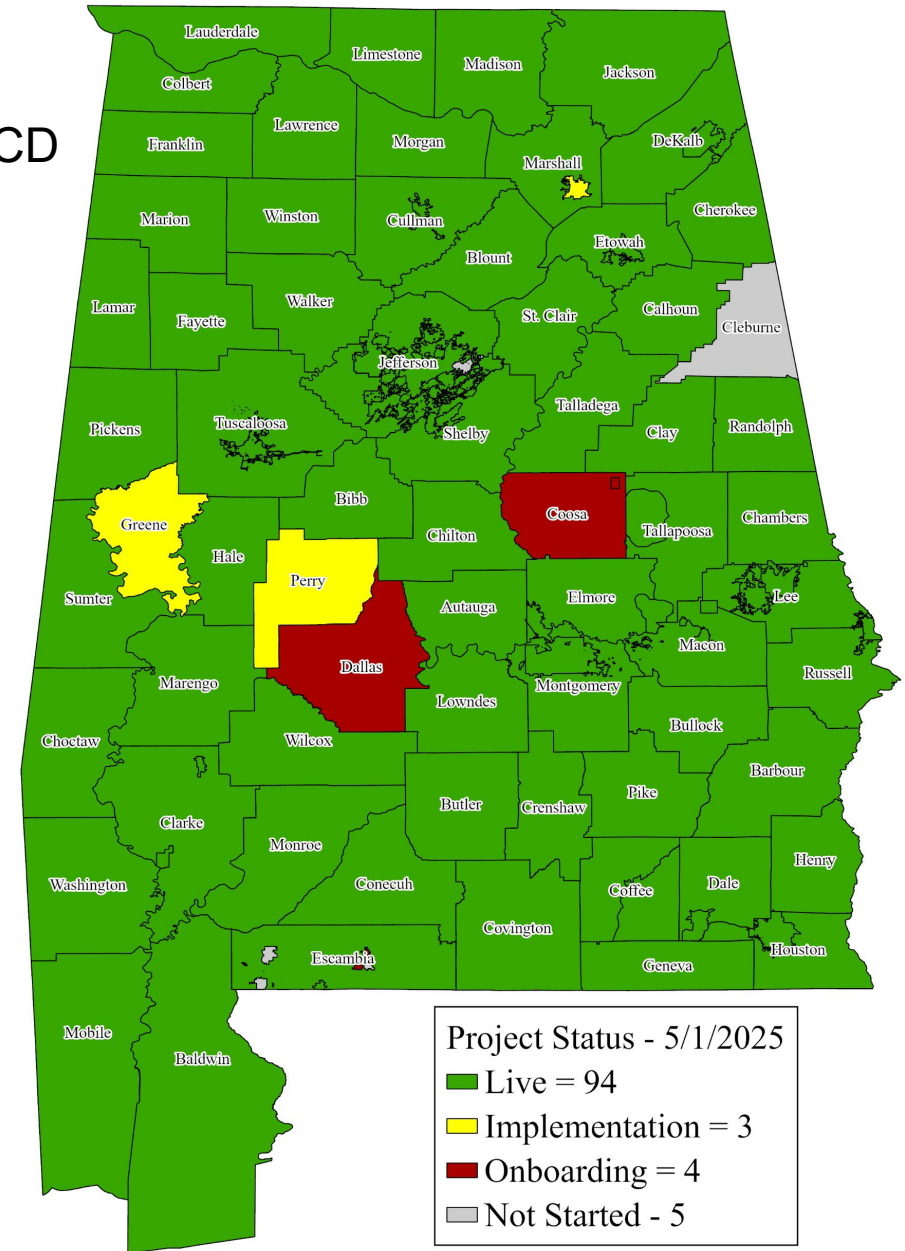 CD
Lauderdale
Limestone
Madison
Jackson
Colbert
Lawrence
Franklin
Morgan
DeKalb
Marshall
Marion
Winston
Cullman
Cherokee
Etowah
Blount
Lamar
Fayette
Walker
St. Clair
Calhoun
Cleburne
Jefferson
Pickens
Tuscaloosa
Shelby
Talladega
Clay
Randolph
Greene
Bibb
Coosa
Chilton
Tallapoosa
Chambers
Hale
Perry
Sumter
Autauga
Elmore
Lee
Macon
Dallas
Marengo
Lowndes
Montgomery
Russell
Choctaw
Wilcox
Bullock
Barbour
Clarke
Butler
Crenshaw
Pike
Monroe
Henry
Washington
Conecuh
Coffee
Dale
Covington
Escambia
Geneva
Houston
Mobile
Baldwin
Project Status - 5/1/2025
Live = 94
Implementation = 3
Onboarding = 4
Not Started - 5